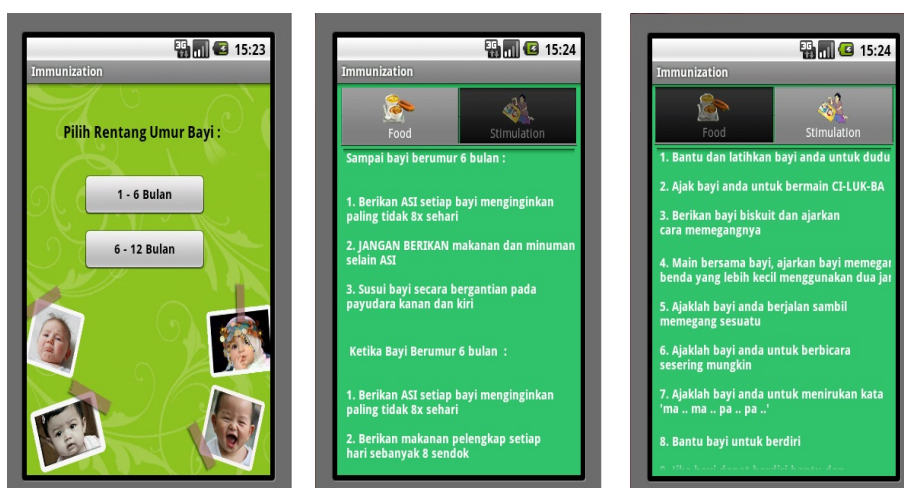 3G 15:23
Immunization
Pilih Rentang Umur Bayi :
1 - 6 Bulan
6 - 12 Bulan
3G 15:24
Immunization
Food Stimulation
Sampai bayi berumur 6 bulan :
1. Berikan ASI setiap bayi menginginkan
paling tidak 8x sehari
2. JANGAN BERIKAN makanan dan minuman
selain ASI
3. Susui bayi secara bergantian pada
payudara kanan dan kiri
Ketika Bayi Berumur 6 bulan :
1. Berikan ASI setiap bayi menginginkan
paling tidak 8x sehari
2. Berikan makanan pelengkap setiap
hari sebanyak 8 sendok
3G 15:24
Immunization
Food Stimulation
1. Bantu dan latihkan bayi anda untuk dudu
2. Ajak bayi anda untuk bermain CI-LUK-BA
3. Berikan bayi biskuit dan ajarkan
cara memegangnya
4. Main bersama bayi, ajarkan bayi memegan
benda yang lebih kecil menggunakan dua jar
5. Ajaklah bayi anda berjalan sambil
memegang sesuatu
6. Ajaklah bayi anda untuk berbicara
sesering mungkin
7. Ajaklah bayi anda untuk menirukan kata
'ma .. ma .. pa .. pa ..'
8. Bantu bayi untuk berdiri